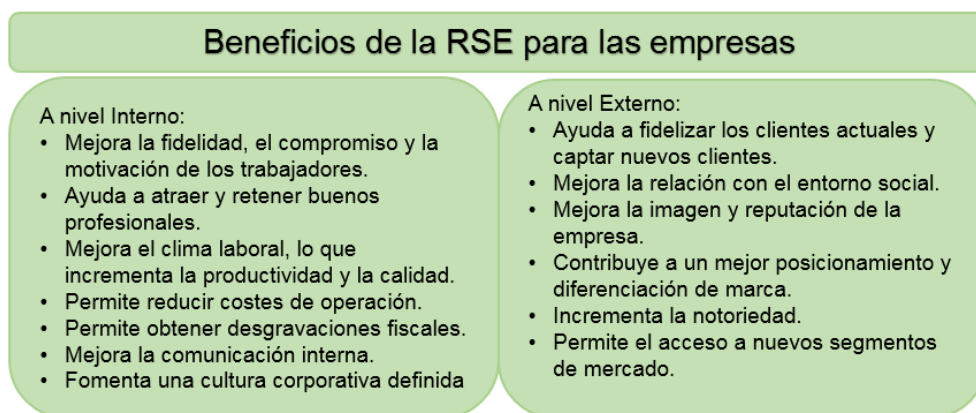 Beneficios de la RSE para las empresas
A nivel Interno:
• Mejora la fidelidad, el compromiso y la
motivación de los trabajadores.
• Ayuda a atraer y retener buenos
profesionales.
• Mejora el clima laboral, lo que
incrementa la productividad y la calidad.
• Permite reducir costes de operación.
• Permite obtener desgravaciones fiscales.
• Mejora la comunicación interna.
• Fomenta una cultura corporativa definida
A nivel Externo:
• Ayuda a fidelizar los clientes actuales y
captar nuevos clientes.
• Mejora la relación con el entorno social.
• Mejora la imagen y reputación de la
empresa.
• Contribuye a un mejor posicionamiento y
diferenciación de marca.
• Incrementa la notoriedad.
• Permite el acceso a nuevos segmentos
de mercado.